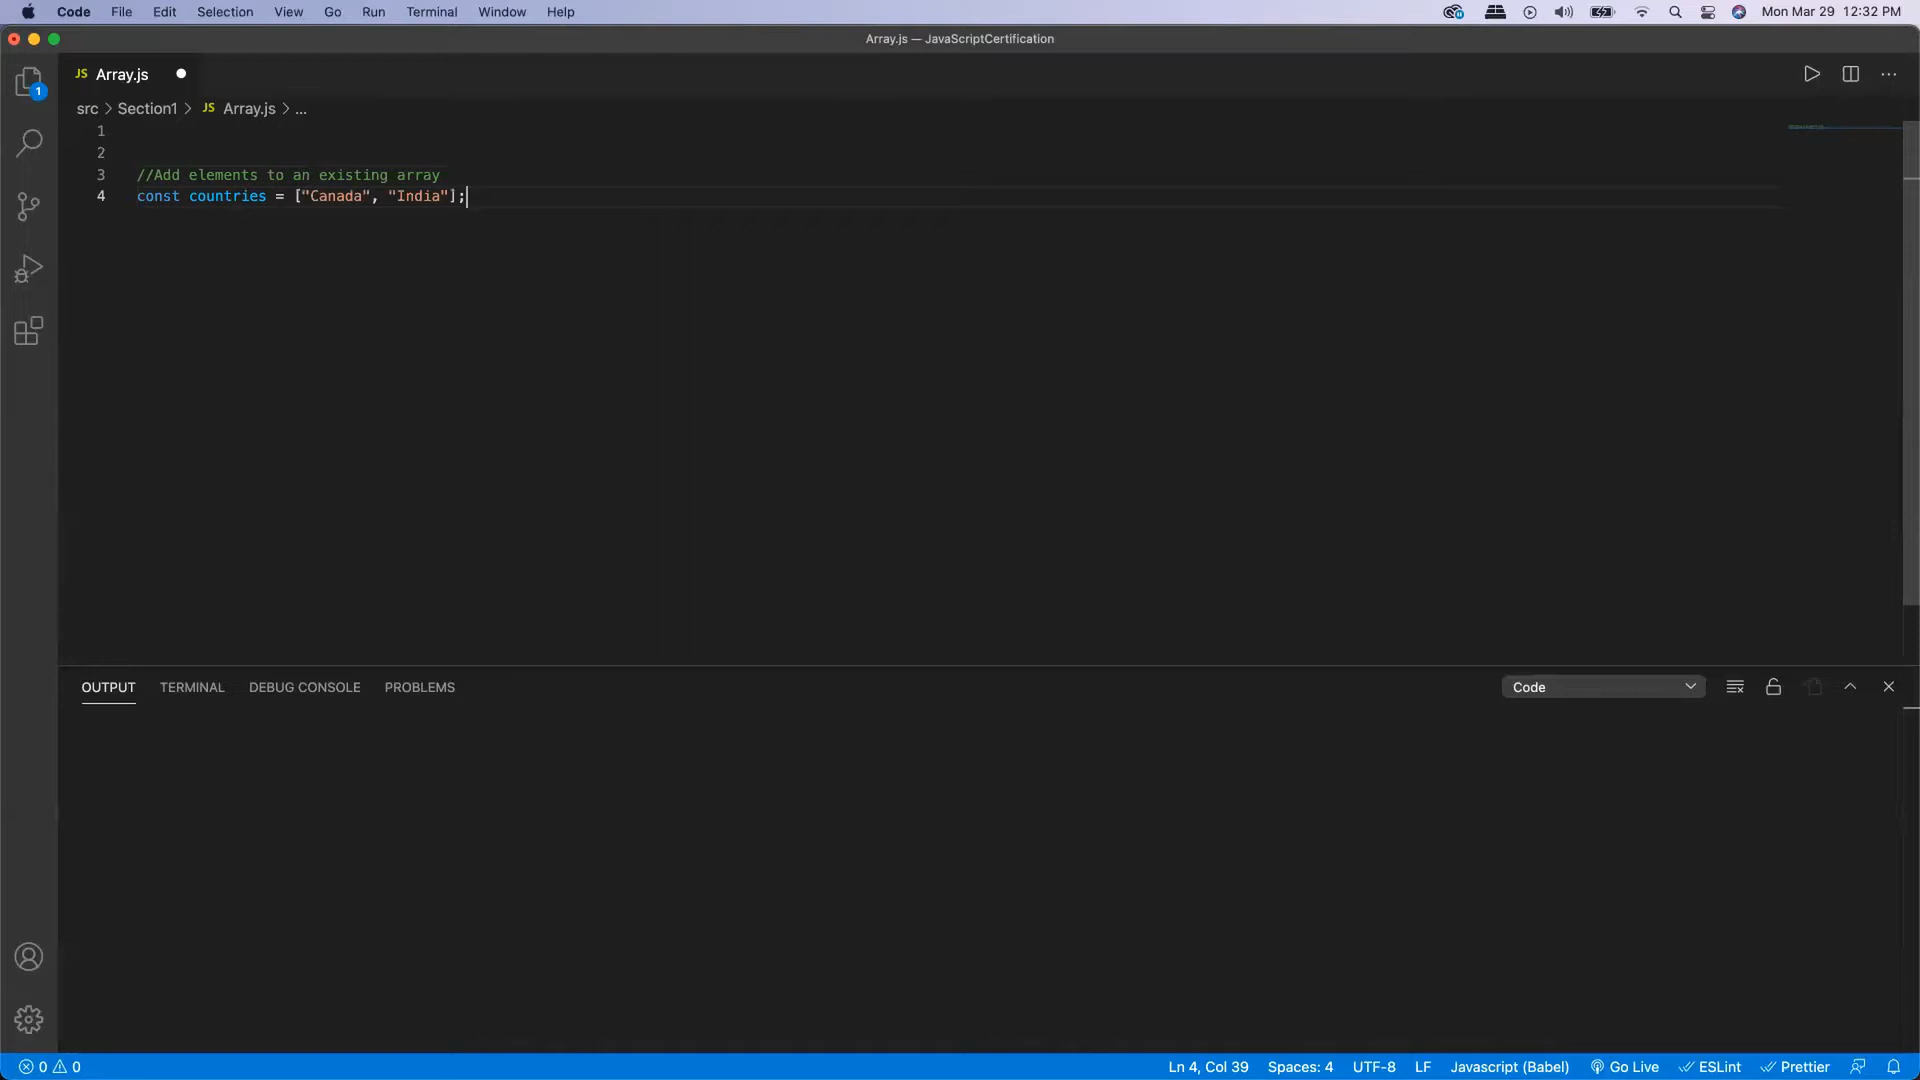 Code File Edit Selection View Go Run Terminal Window Help Mon Mar 29 12:32 PM
Array.js — JavaScriptCertification
JS Array.js
1
src > Section1 > JS Array.js > ...
1
2
3 //Add elements to an existing array
4 const countries = ["Canada", "India"];
OUTPUT TERMINAL DEBUG CONSOLE PROBLEMS Code
0 0 Ln 4, Col 39 Spaces: 4 UTF-8 LF Javascript (Babel) Go Live ESLint Prettier